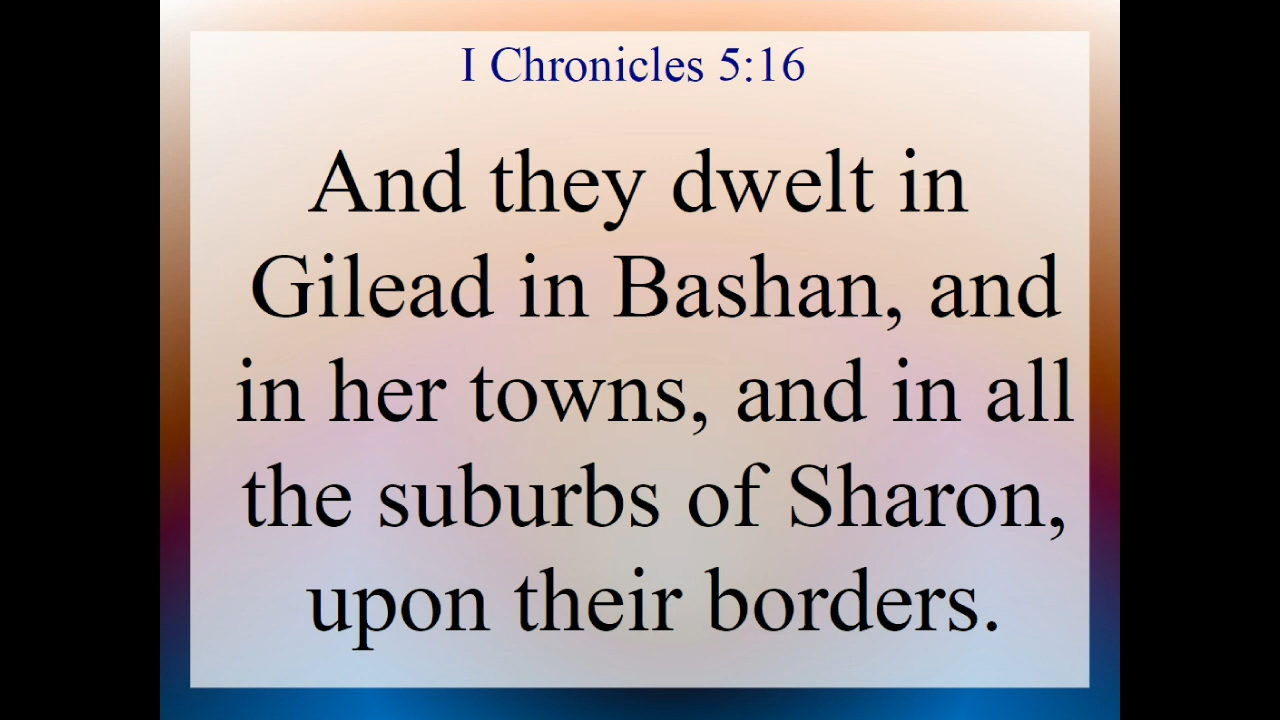 I Chronicles 5:16
And they dwelt in
Gilead in Bashan, and
in her towns, and in all
the suburbs of Sharon,
upon their borders.